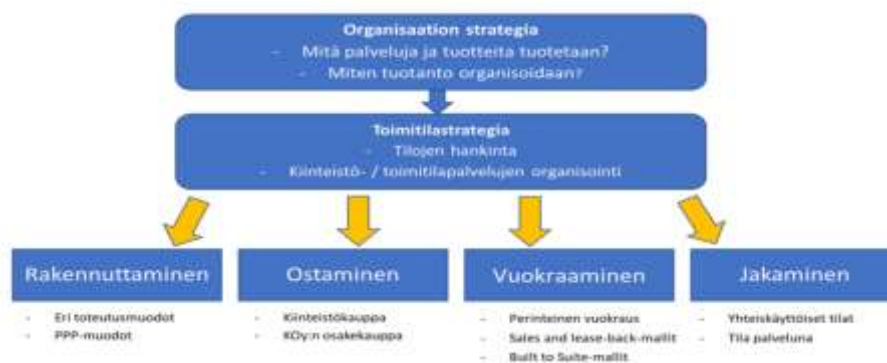 Organisaation strategia
- Mitä palveluja ja tuotteita tuotetaan?
- Miten tuotanto organisoidaan?
Toimitilastrategia
- Tilojen hankinta
- Kiinteistö- / toimitilapalvelujen organisointi
Rakennuttaminen
- Eri toteutusmuodot
- PPP-muodot
Ostaminen
- Kiinteistökauppa
- KOy:n osakekauppa
Vuokraaminen
- Perinteinen vuokraus
- Sales and lease-back-mallit
- Built to Suite-mallit
Jakaminen
- Yhteiskäyttöiset tilat
- Tila palveluna